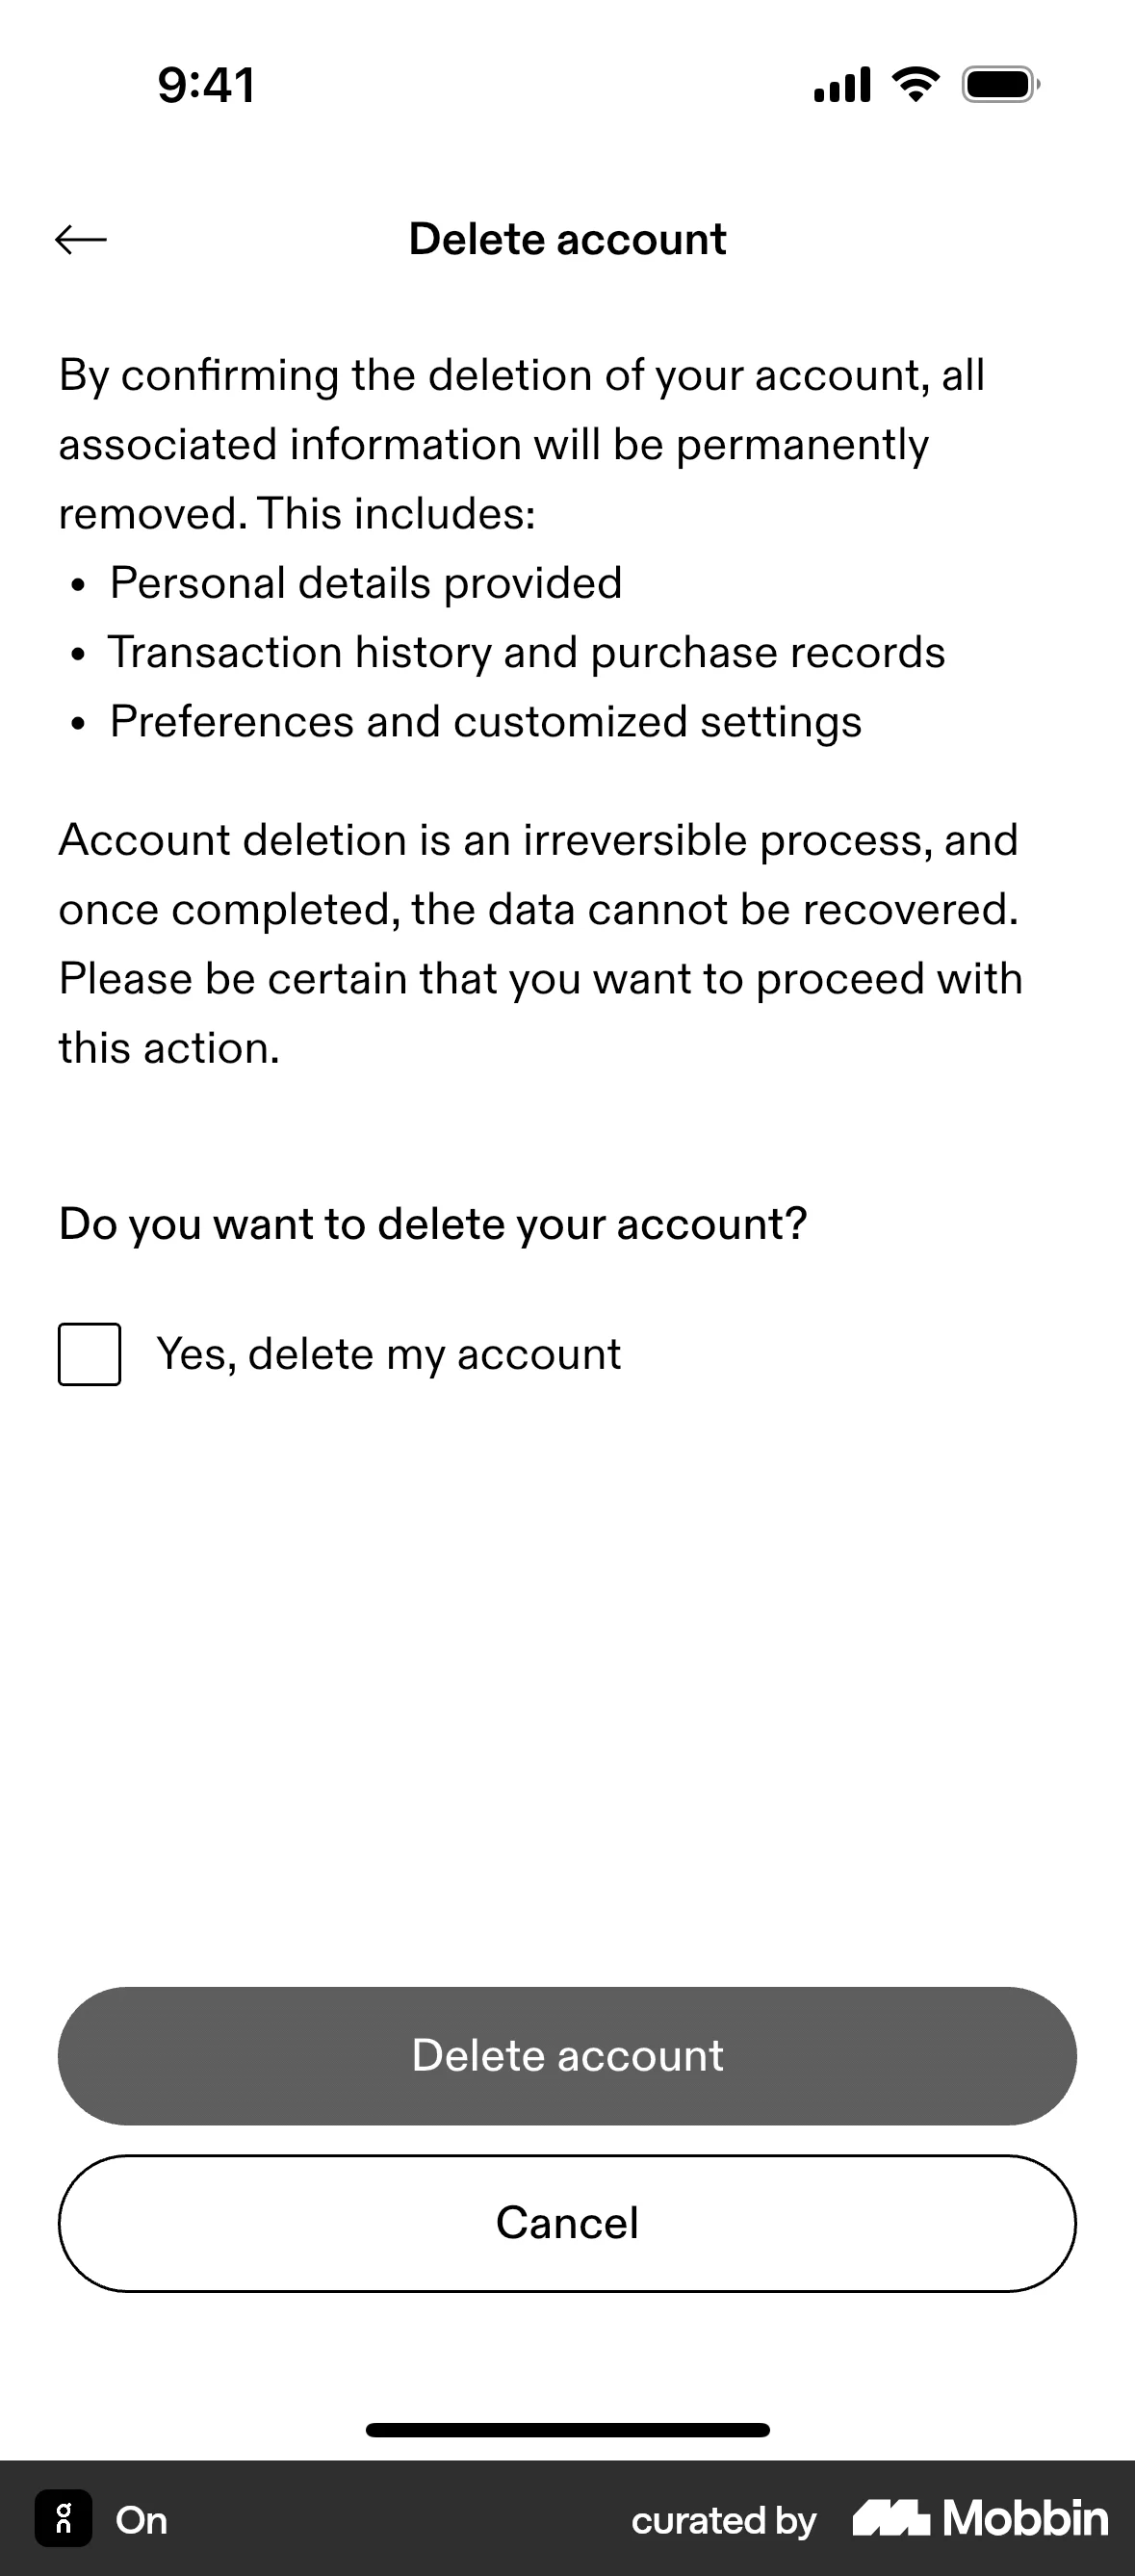 9:41
Delete account
By confirming the deletion of your account, all
associated information will be permanently
removed. This includes:
• Personal details provided
• Transaction history and purchase records
• Preferences and customized settings
Account deletion is an irreversible process, and
once completed, the data cannot be recovered.
Please be certain that you want to proceed with
this action.
Do you want to delete your account?
Yes, delete my account
Delete account
Cancel
On
curated by Mobbin